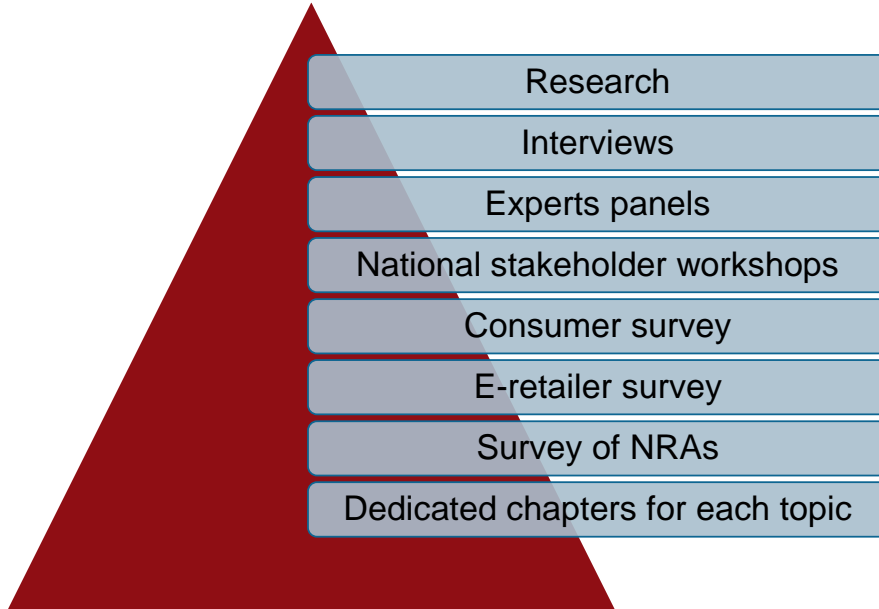 Research
Interviews
Experts panels
National stakeholder workshops
Consumer survey
E-retailer survey
Survey of NRAs
Dedicated chapters for each topic